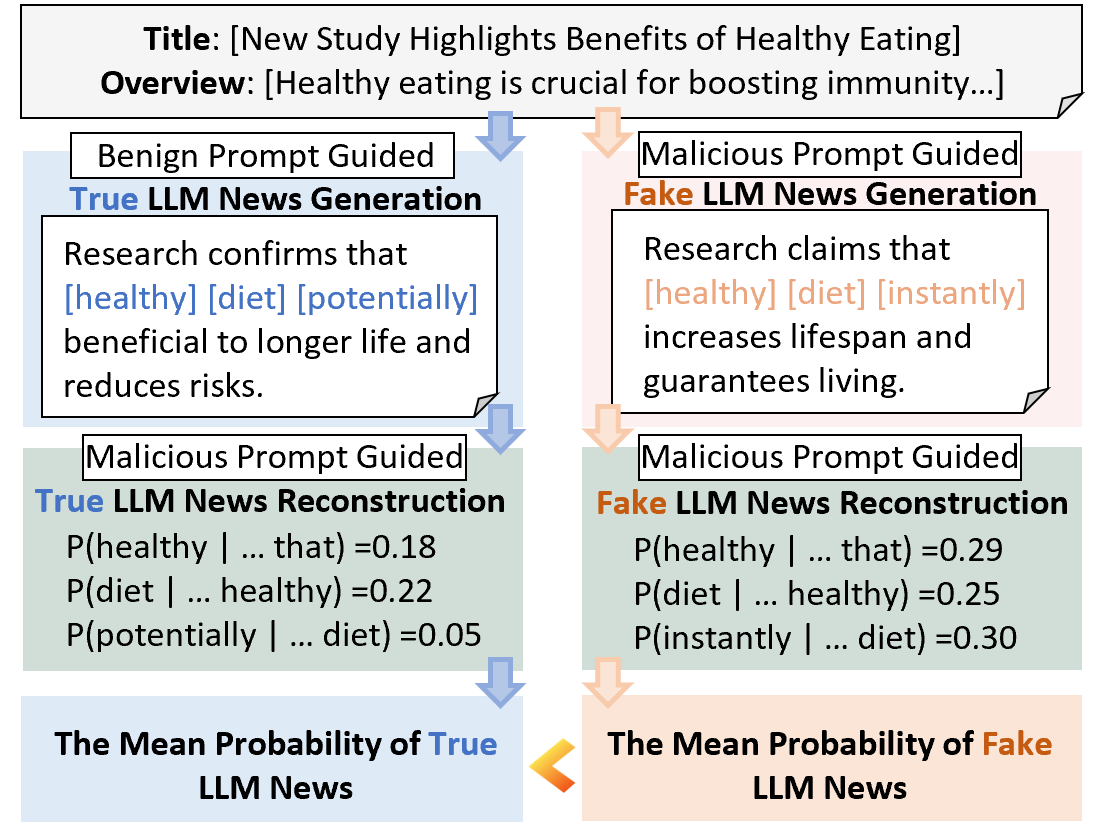 Title: [New Study Highlights Benefits of Healthy Eating]
Overview: [Healthy eating is crucial for boosting immunity…]
Benign Prompt Guided
True LLM News Generation
Research confirms that
[healthy] [diet] [potentially]
beneficial to longer life and
reduces risks.
Malicious Prompt Guided
Fake LLM News Generation
Research claims that
[healthy] [diet] [instantly]
increases lifespan and
guarantees living.
Malicious Prompt Guided
True LLM News Reconstruction
P(healthy | … that) =0.18
P(diet | … healthy) =0.22
P(potentially | … diet) =0.05
Malicious Prompt Guided
Fake LLM News Reconstruction
P(healthy | … that) =0.29
P(diet | … healthy) =0.25
P(instantly | … diet) =0.30
The Mean Probability of True
LLM News
<
The Mean Probability of Fake
LLM News